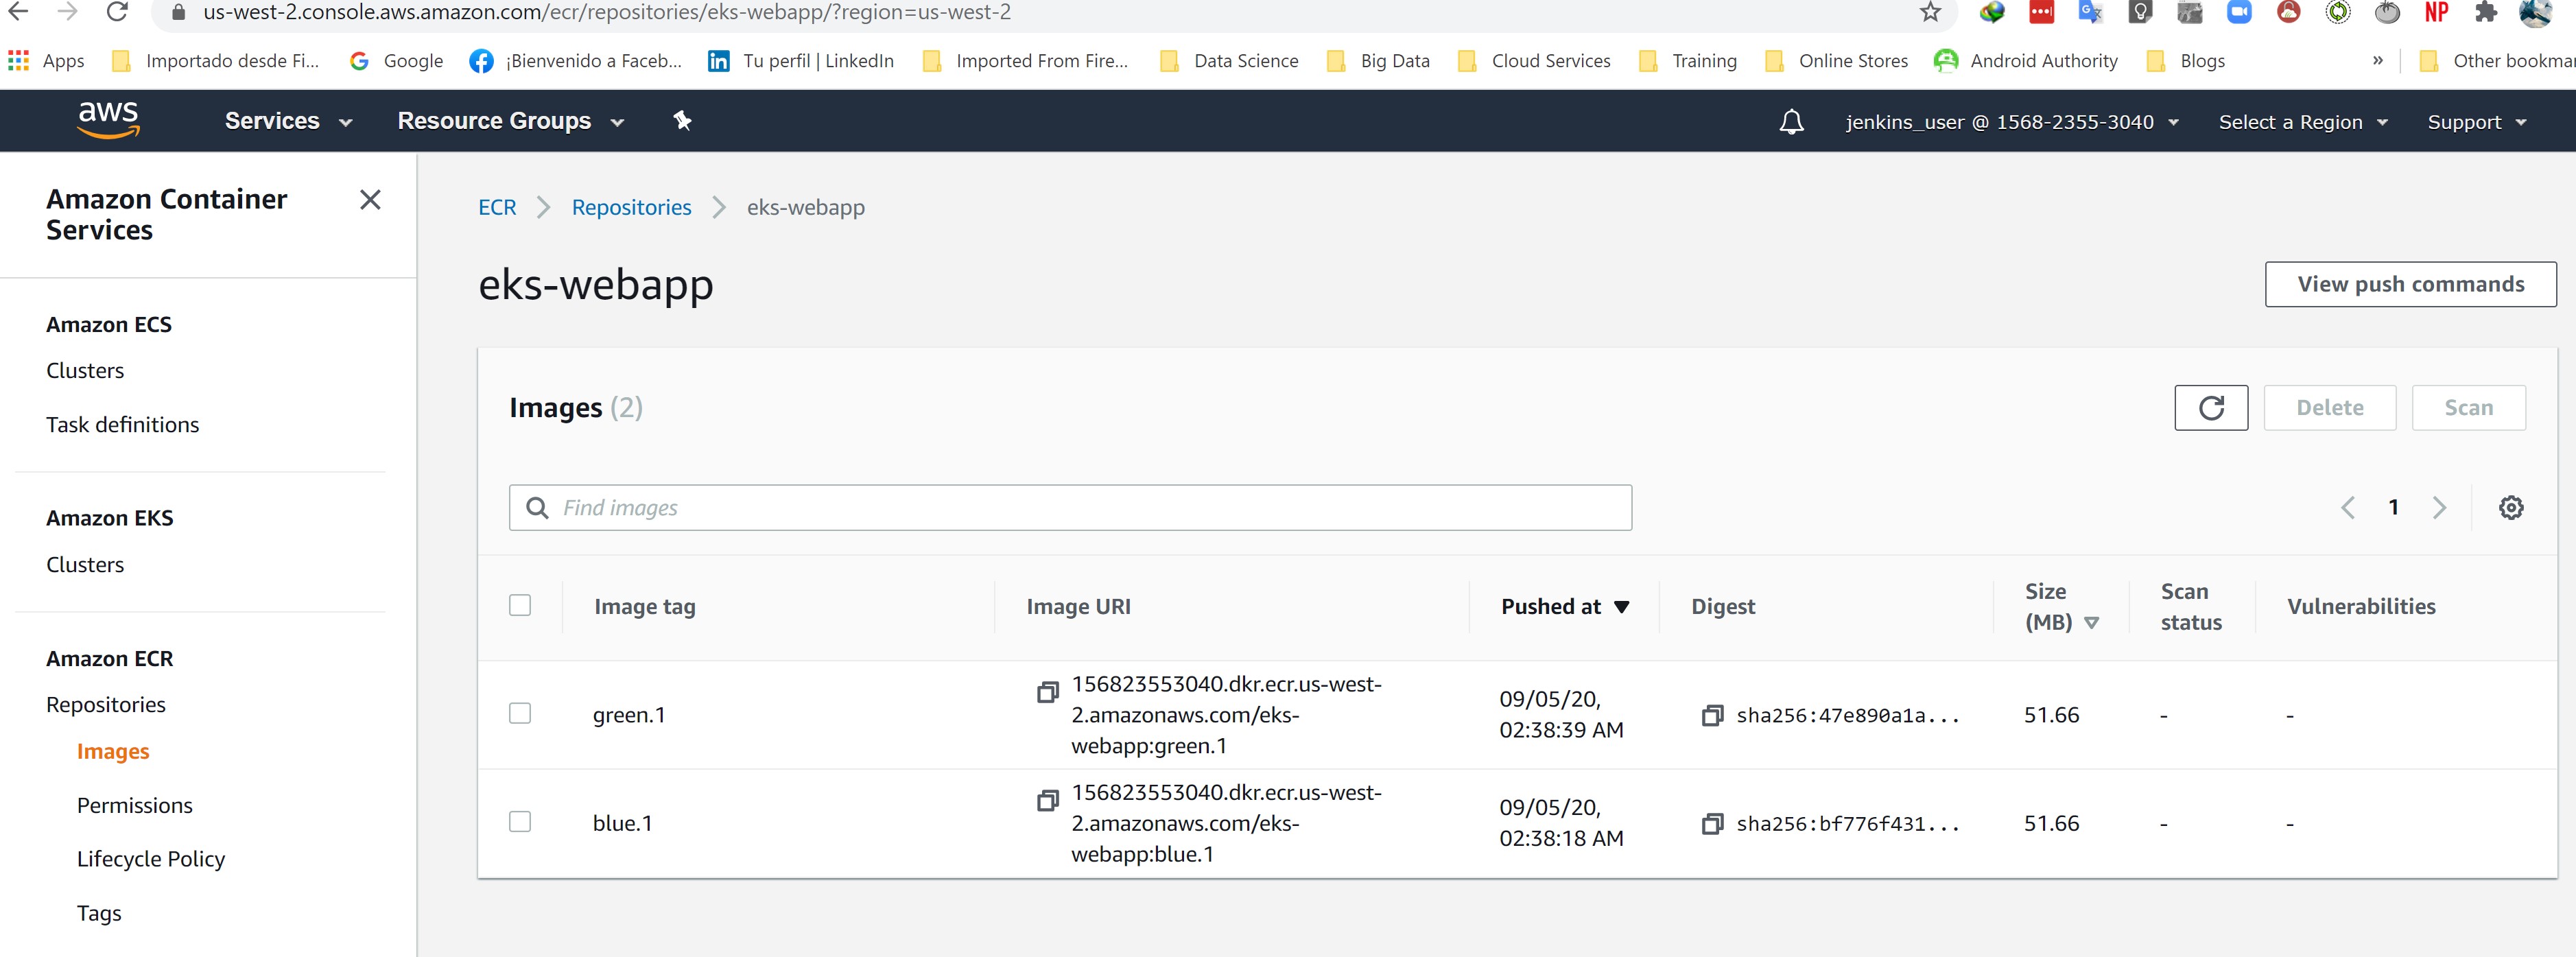 us-west-2.console.aws.amazon.com/ecr/repositories/eks-webapp/?region=us-west-2
NP
Apps
Importado desde Fi...
Google
¡Bienvenido a Faceb...
Tu perfil | LinkedIn
Imported From Fire...
Data Science
Big Data
Cloud Services
Training
Online Stores
Android Authority
Blogs
»
Other bookmar
aws
Services
Resource Groups
jenkins_user @ 1568-2355-3040
Select a Region
Support
Amazon Container
Services
Amazon ECS
Clusters
Task definitions
Amazon EKS
Clusters
Amazon ECR
Repositories
Images
Permissions
Lifecycle Policy
Tags
ECR > Repositories > eks-webapp
eks-webapp
View push commands
Images (2)
Delete
Scan
Find images
1
Image tag
Image URI
Pushed at
Digest
Size
(MB)
Scan
status
Vulnerabilities
green.1
156823553040.dkr.ecr.us-west-
2.amazonaws.com/eks-
webapp:green.1
09/05/20,
02:38:39 AM
sha256:47e890a1a...
51.66
-
-
blue.1
156823553040.dkr.ecr.us-west-
2.amazonaws.com/eks-
webapp:blue.1
09/05/20,
02:38:18 AM
sha256:bf776f431...
51.66
-
-